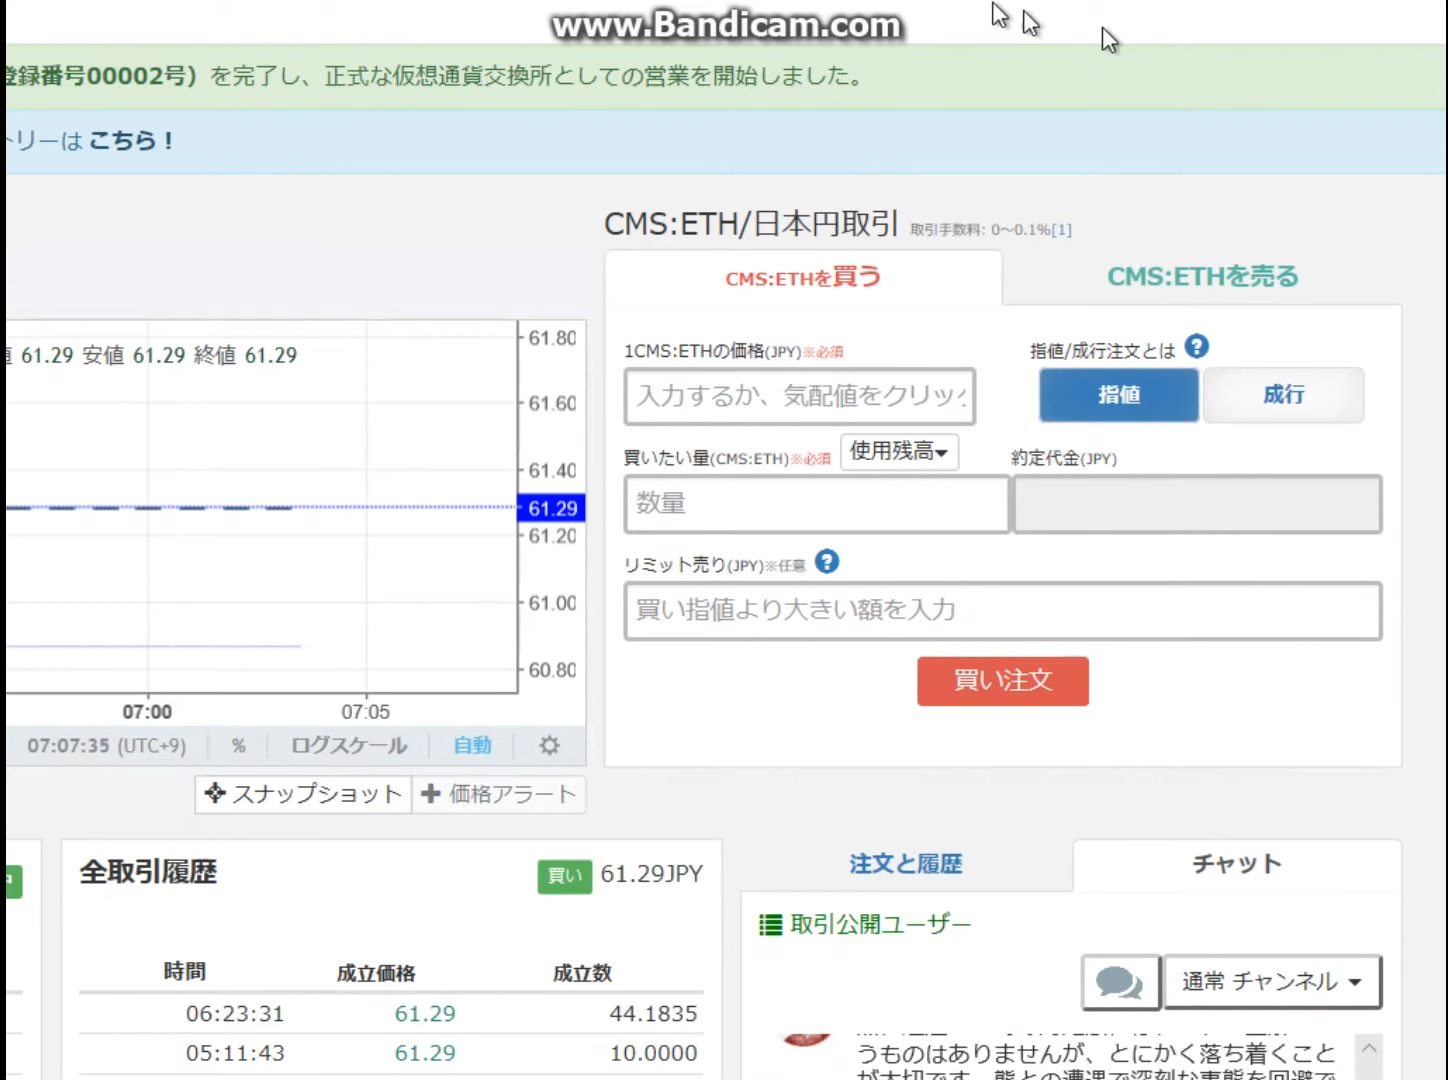 www.Bandicam.com
登録番号00002号）を完了し、正式な仮想通貨交換所としての営業を開始しました。
トリーは こちら！
CMS:ETH/日本円取引 取引手数料: 0～0.1%[1]
CMS:ETHを買う
CMS:ETHを売る
61.29 安値 61.29 終値 61.29
61.80
61.60
61.40
61.29
61.20
61.00
60.80
07:00
07:05
07:07:35 (UTC+9)
%
ログスケール
自動
スナップショット
価格アラート
1CMS:ETHの価格(JPY)※必須
指値/成行注文とは
入力するか、気配値をクリック
指値
成行
買いたい量(CMS:ETH)※必須
使用残高
約定代金(JPY)
数量
リミット売り(JPY)※任意
買い指値より大きい額を入力
買い注文
全取引履歴
買い 61.29JPY
時間 成立価格 成立数
06:23:31 61.29 44.1835
05:11:43 61.29 10.0000
注文と履歴
チャット
取引公開ユーザー
通常 チャンネル
うものはありませんが、とにかく落ち着くこと